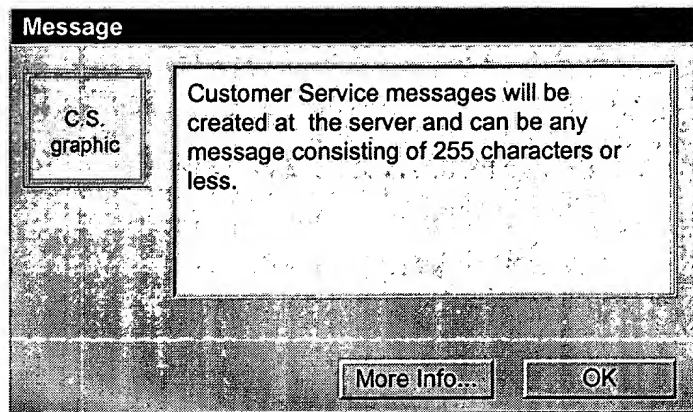 Message
C.S.
graphic
Customer Service messages will be
created at the server and can be any
message consisting of 255 characters or
less.
More Info...
OK